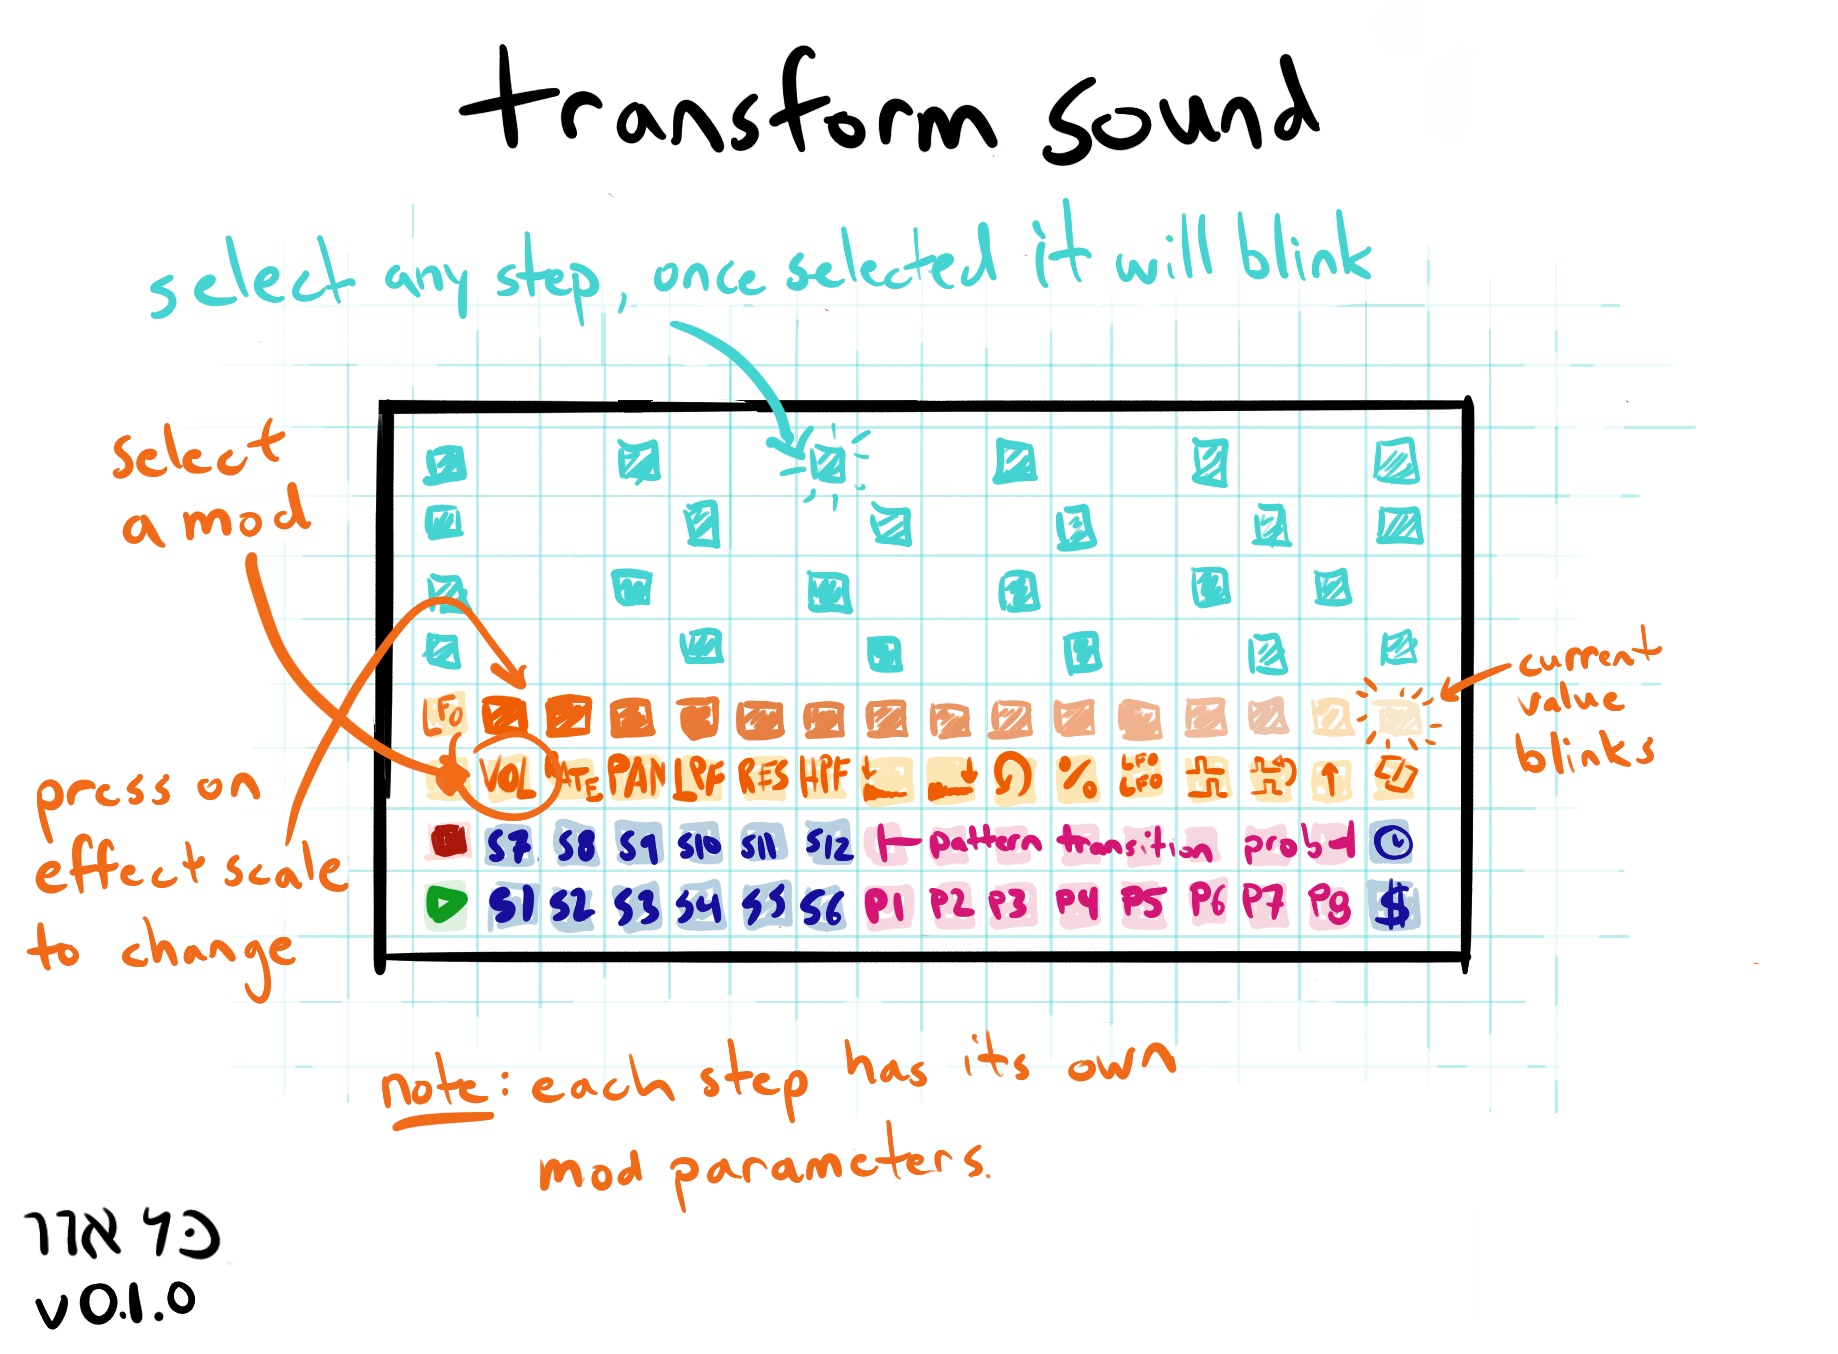 transform sound
select any step, once selected it will blink
select
a mod
current
value
blinks
press on
effect scale
to change
LFO
VOL RATE PAN LPF RES HPF % LFO LFO
S7 S8 S9 S10 S11 S12 pattern transition prob
S1 S2 S3 S4 S5 S6 P1 P2 P3 P4 P5 P6 P7 P8 $
note: each step has its own
mod parameters.
v0.1.0